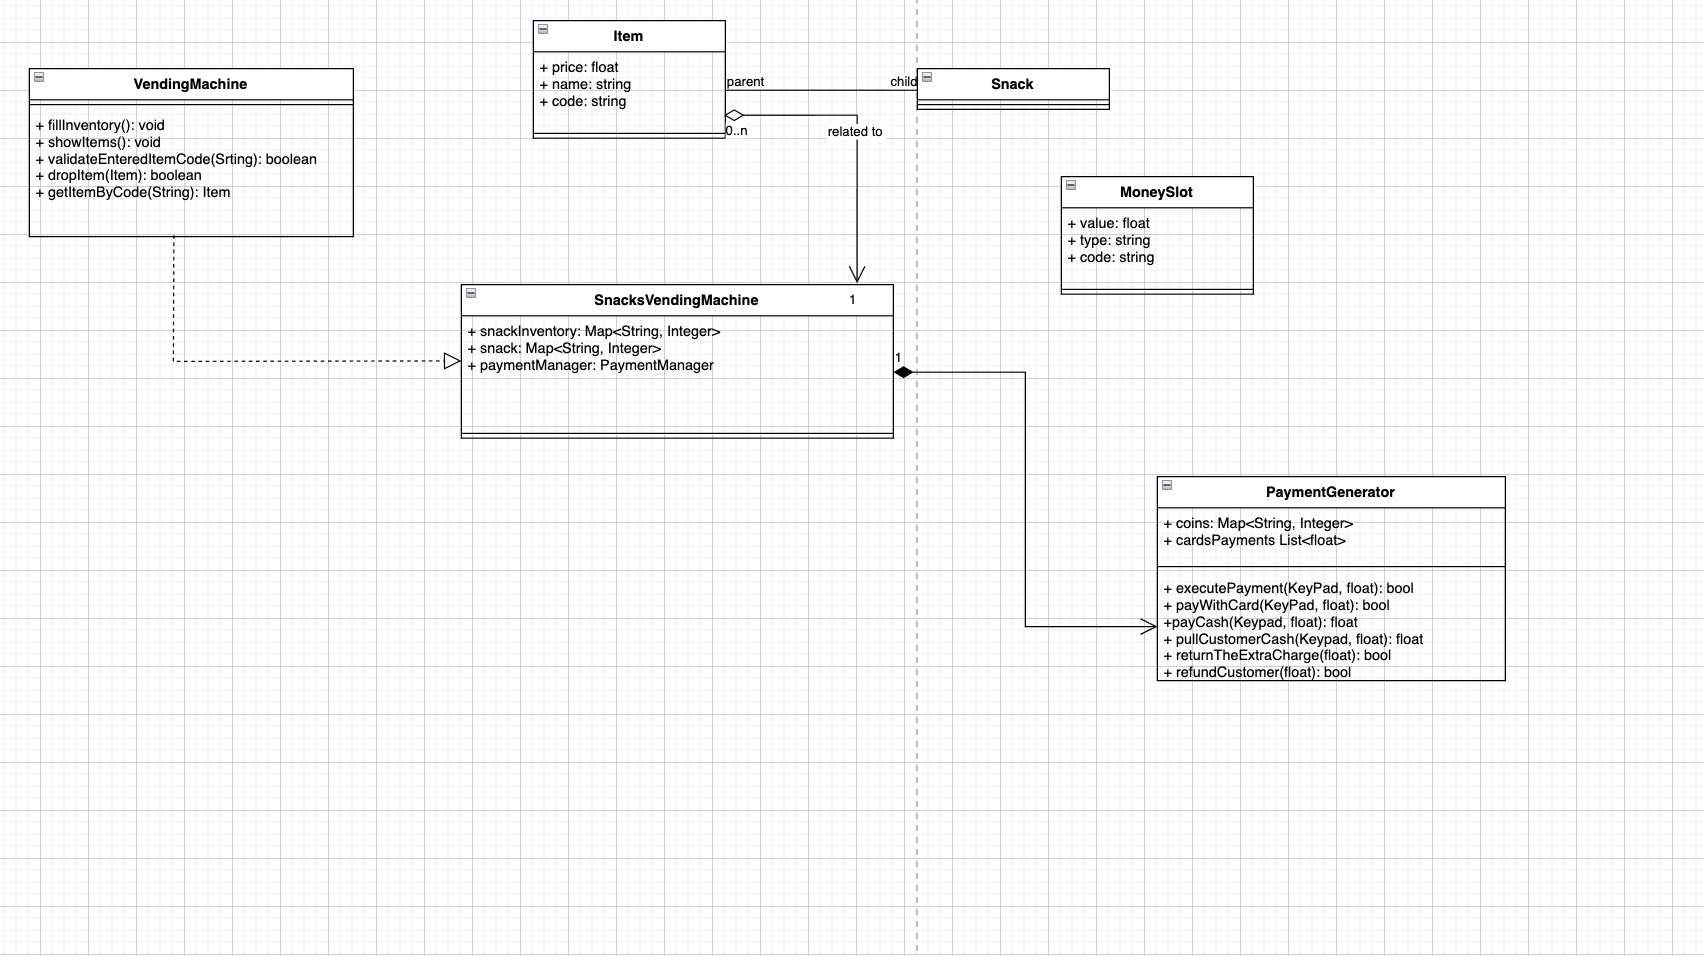 Item
+ price: float
+ name: string
+ code: string
VendingMachine
+ fillInventory(): void
+ showItems(): void
+ validateEnteredItemCode(Srting): boolean
+ dropItem(Item): boolean
+ getItemByCode(String): Item
parent
child
Snack
0..n
related to
MoneySlot
+ value: float
+ type: string
+ code: string
SnacksVendingMachine
1
+ snackInventory: Map<String, Integer>
+ snack: Map<String, Integer>
+ paymentManager: PaymentManager
1
PaymentGenerator
+ coins: Map<String, Integer>
+ cardsPayments List<float>
+ executePayment(KeyPad, float): bool
+ payWithCard(KeyPad, float): bool
+payCash(Keypad, float): float
+ pullCustomerCash(Keypad, float): float
+ returnTheExtraCharge(float): bool
+ refundCustomer(float): bool